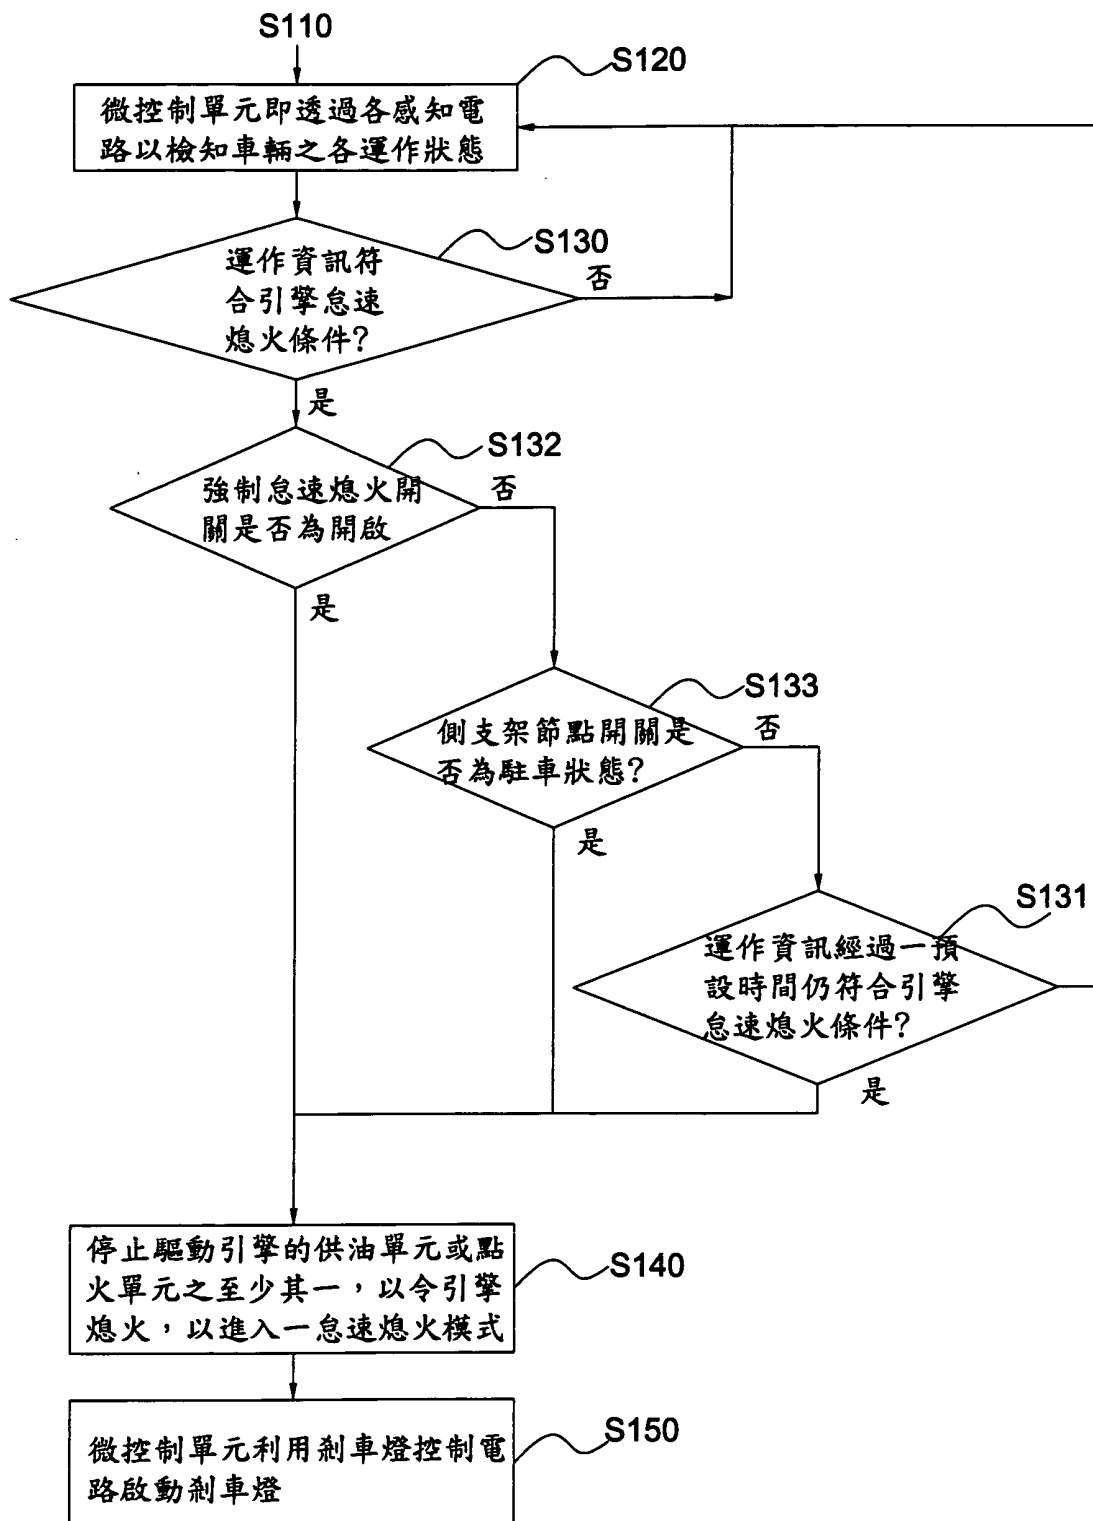 S110
S120
微控制單元即透過各感知電
路以檢知車輛之各運作狀態
S130
運作資訊符
合引擎怠速
熄火條件?
否
是
S132
強制怠速熄火開
關是否為開啟
否
是
S133
側支架節點開關是
否為駐車狀態?
否
是
S131
運作資訊經過一預
設時間仍符合引擎
怠速熄火條件?
是
停止驅動引擎的供油單元或點
火單元之至少其一，以令引擎
熄火，以進入一怠速熄火模式
S140
微控制單元利用剎車燈控制電
路啟動剎車燈
S150